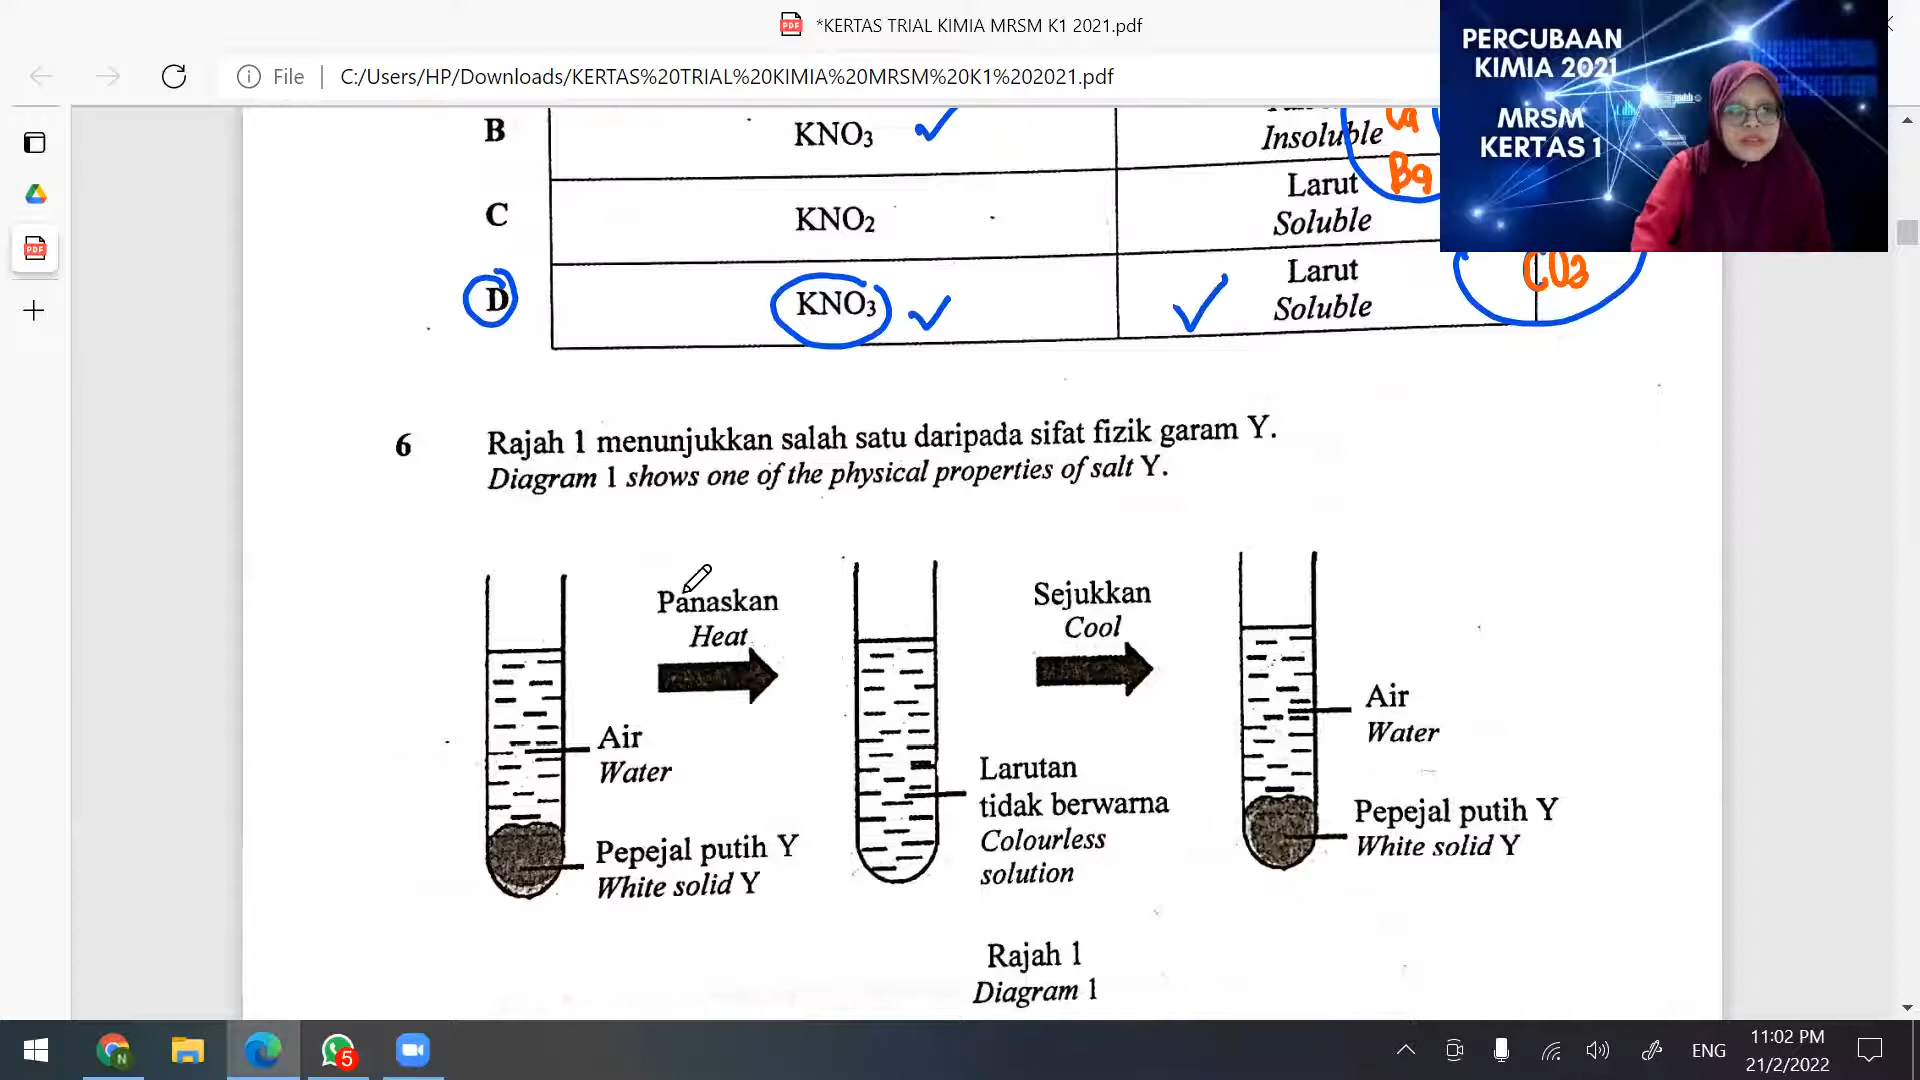 *KERTAS TRIAL KIMIA MRSM K1 2021.pdf
File
C:/Users/HP/Downloads/KERTAS%20TRIAL%20KIMIA%20MRSM%20K1%202021.pdf
PERCUBAAN
KIMIA 2021
MRSM
KERTAS 1
B
KNO3
Insoluble
Ba
C
KNO2
Larut
Soluble
D
KNO3
Larut
Soluble
CO3
6
Rajah 1 menunjukkan salah satu daripada sifat fizik garam Y.
Diagram 1 shows one of the physical properties of salt Y.
Panaskan
Heat
Sejukkan
Cool
Air
Water
Pepejal putih Y
White solid Y
Larutan
tidak berwarna
Colourless
solution
Air
Water
Pepejal putih Y
White solid Y
Rajah 1
Diagram 1
5
ENG
11:02 PM
21/2/2022